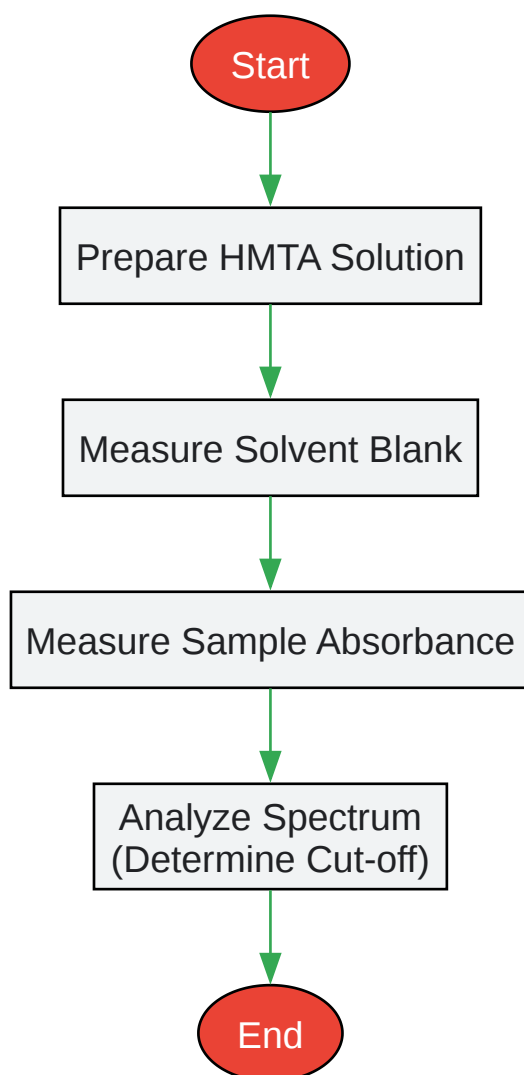 Start
Prepare HMTA Solution
Measure Solvent Blank
Measure Sample Absorbance
Analyze Spectrum
(Determine Cut-off)
End